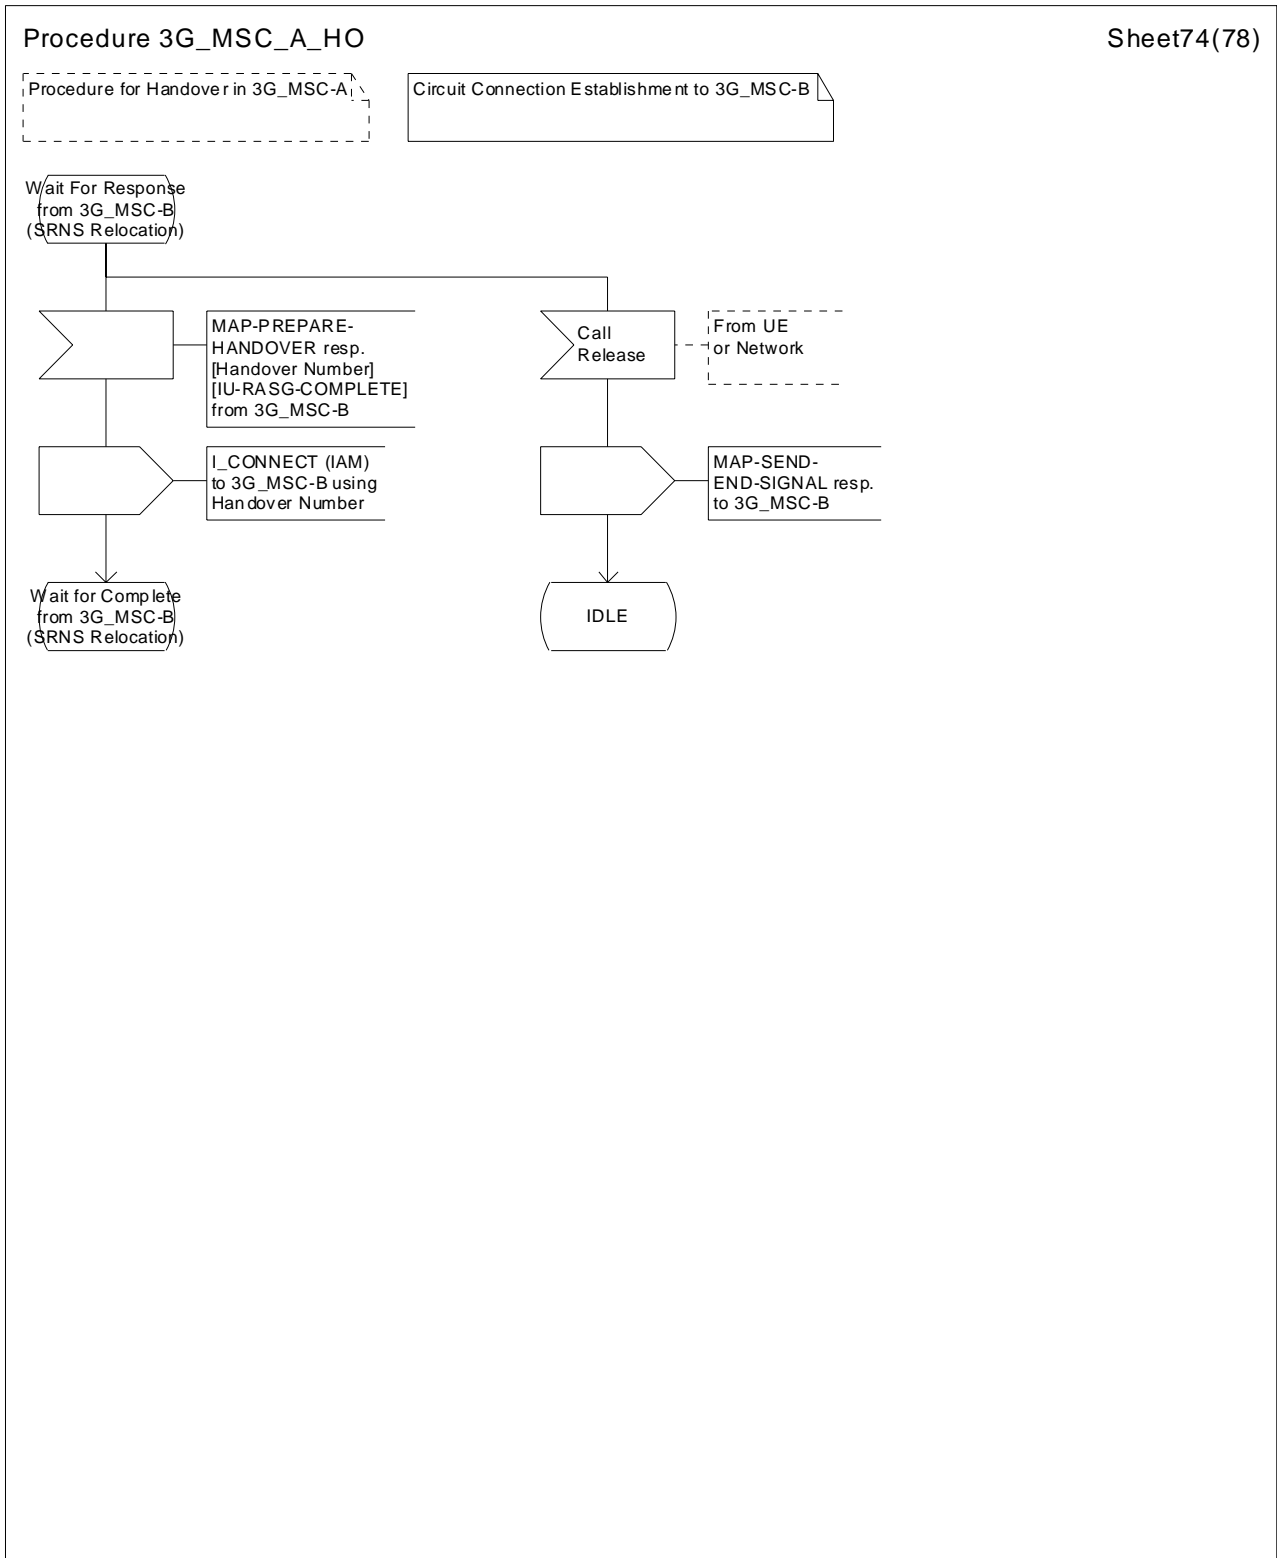 Procedure 3G_MSC_A_HO
Sheet74(78)
Procedure for Handover in 3G_MSC-A
Circuit Connection Establishment to 3G_MSC-B
Wait For Response
from 3G_MSC-B
(SRNS Relocation)
MAP-PREPARE-
HANDOVER resp.
[Handover Number]
[IU-RASG-COMPLETE]
from 3G_MSC-B
Call
Release
From UE
or Network
I_CONNECT (IAM)
to 3G_MSC-B using
Handover Number
MAP-SEND-
END-SIGNAL resp.
to 3G_MSC-B
Wait for Complete
from 3G_MSC-B
(SRNS Relocation)
IDLE